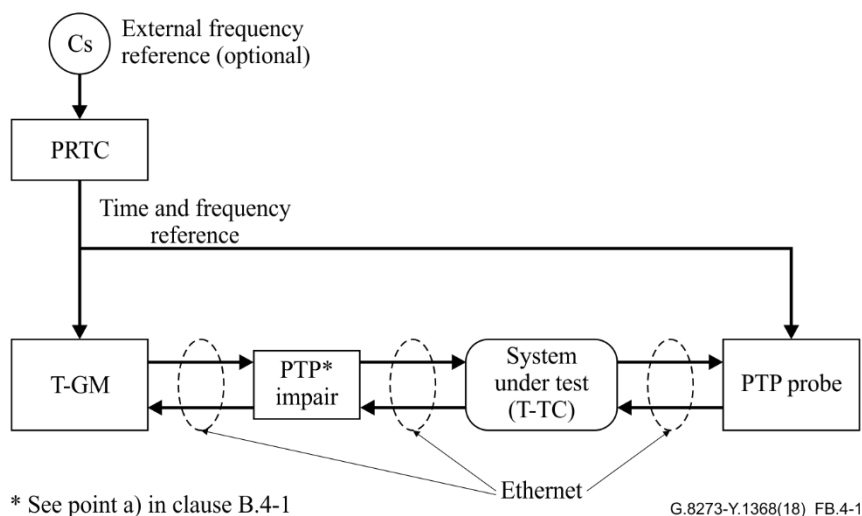 Cs
External frequency
reference (optional)
PRTC
Time and frequency
reference
T-GM
PTP*
impair
System
under test
(T-TC)
PTP probe
Ethernet
* See point a) in clause B.4-1
G.8273-Y.1368(18)_FB.4-1